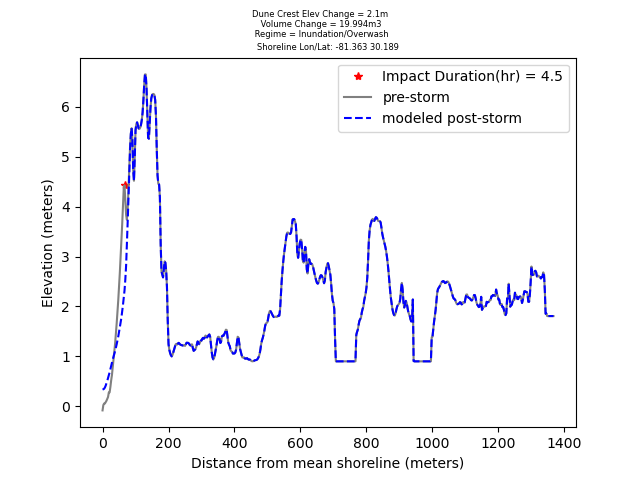 Dune Crest Elev Change = 2.1m
Volume Change = 19.994m3
Regime = Inundation/Overwash
Shoreline Lon/Lat: -81.363 30.189
Impact Duration(hr) = 4.5
pre-storm
modeled post-storm
Elevation (meters)
6
5
4
3
2
1
0
0 200 400 600 800 1000 1200 1400
Distance from mean shoreline (meters)